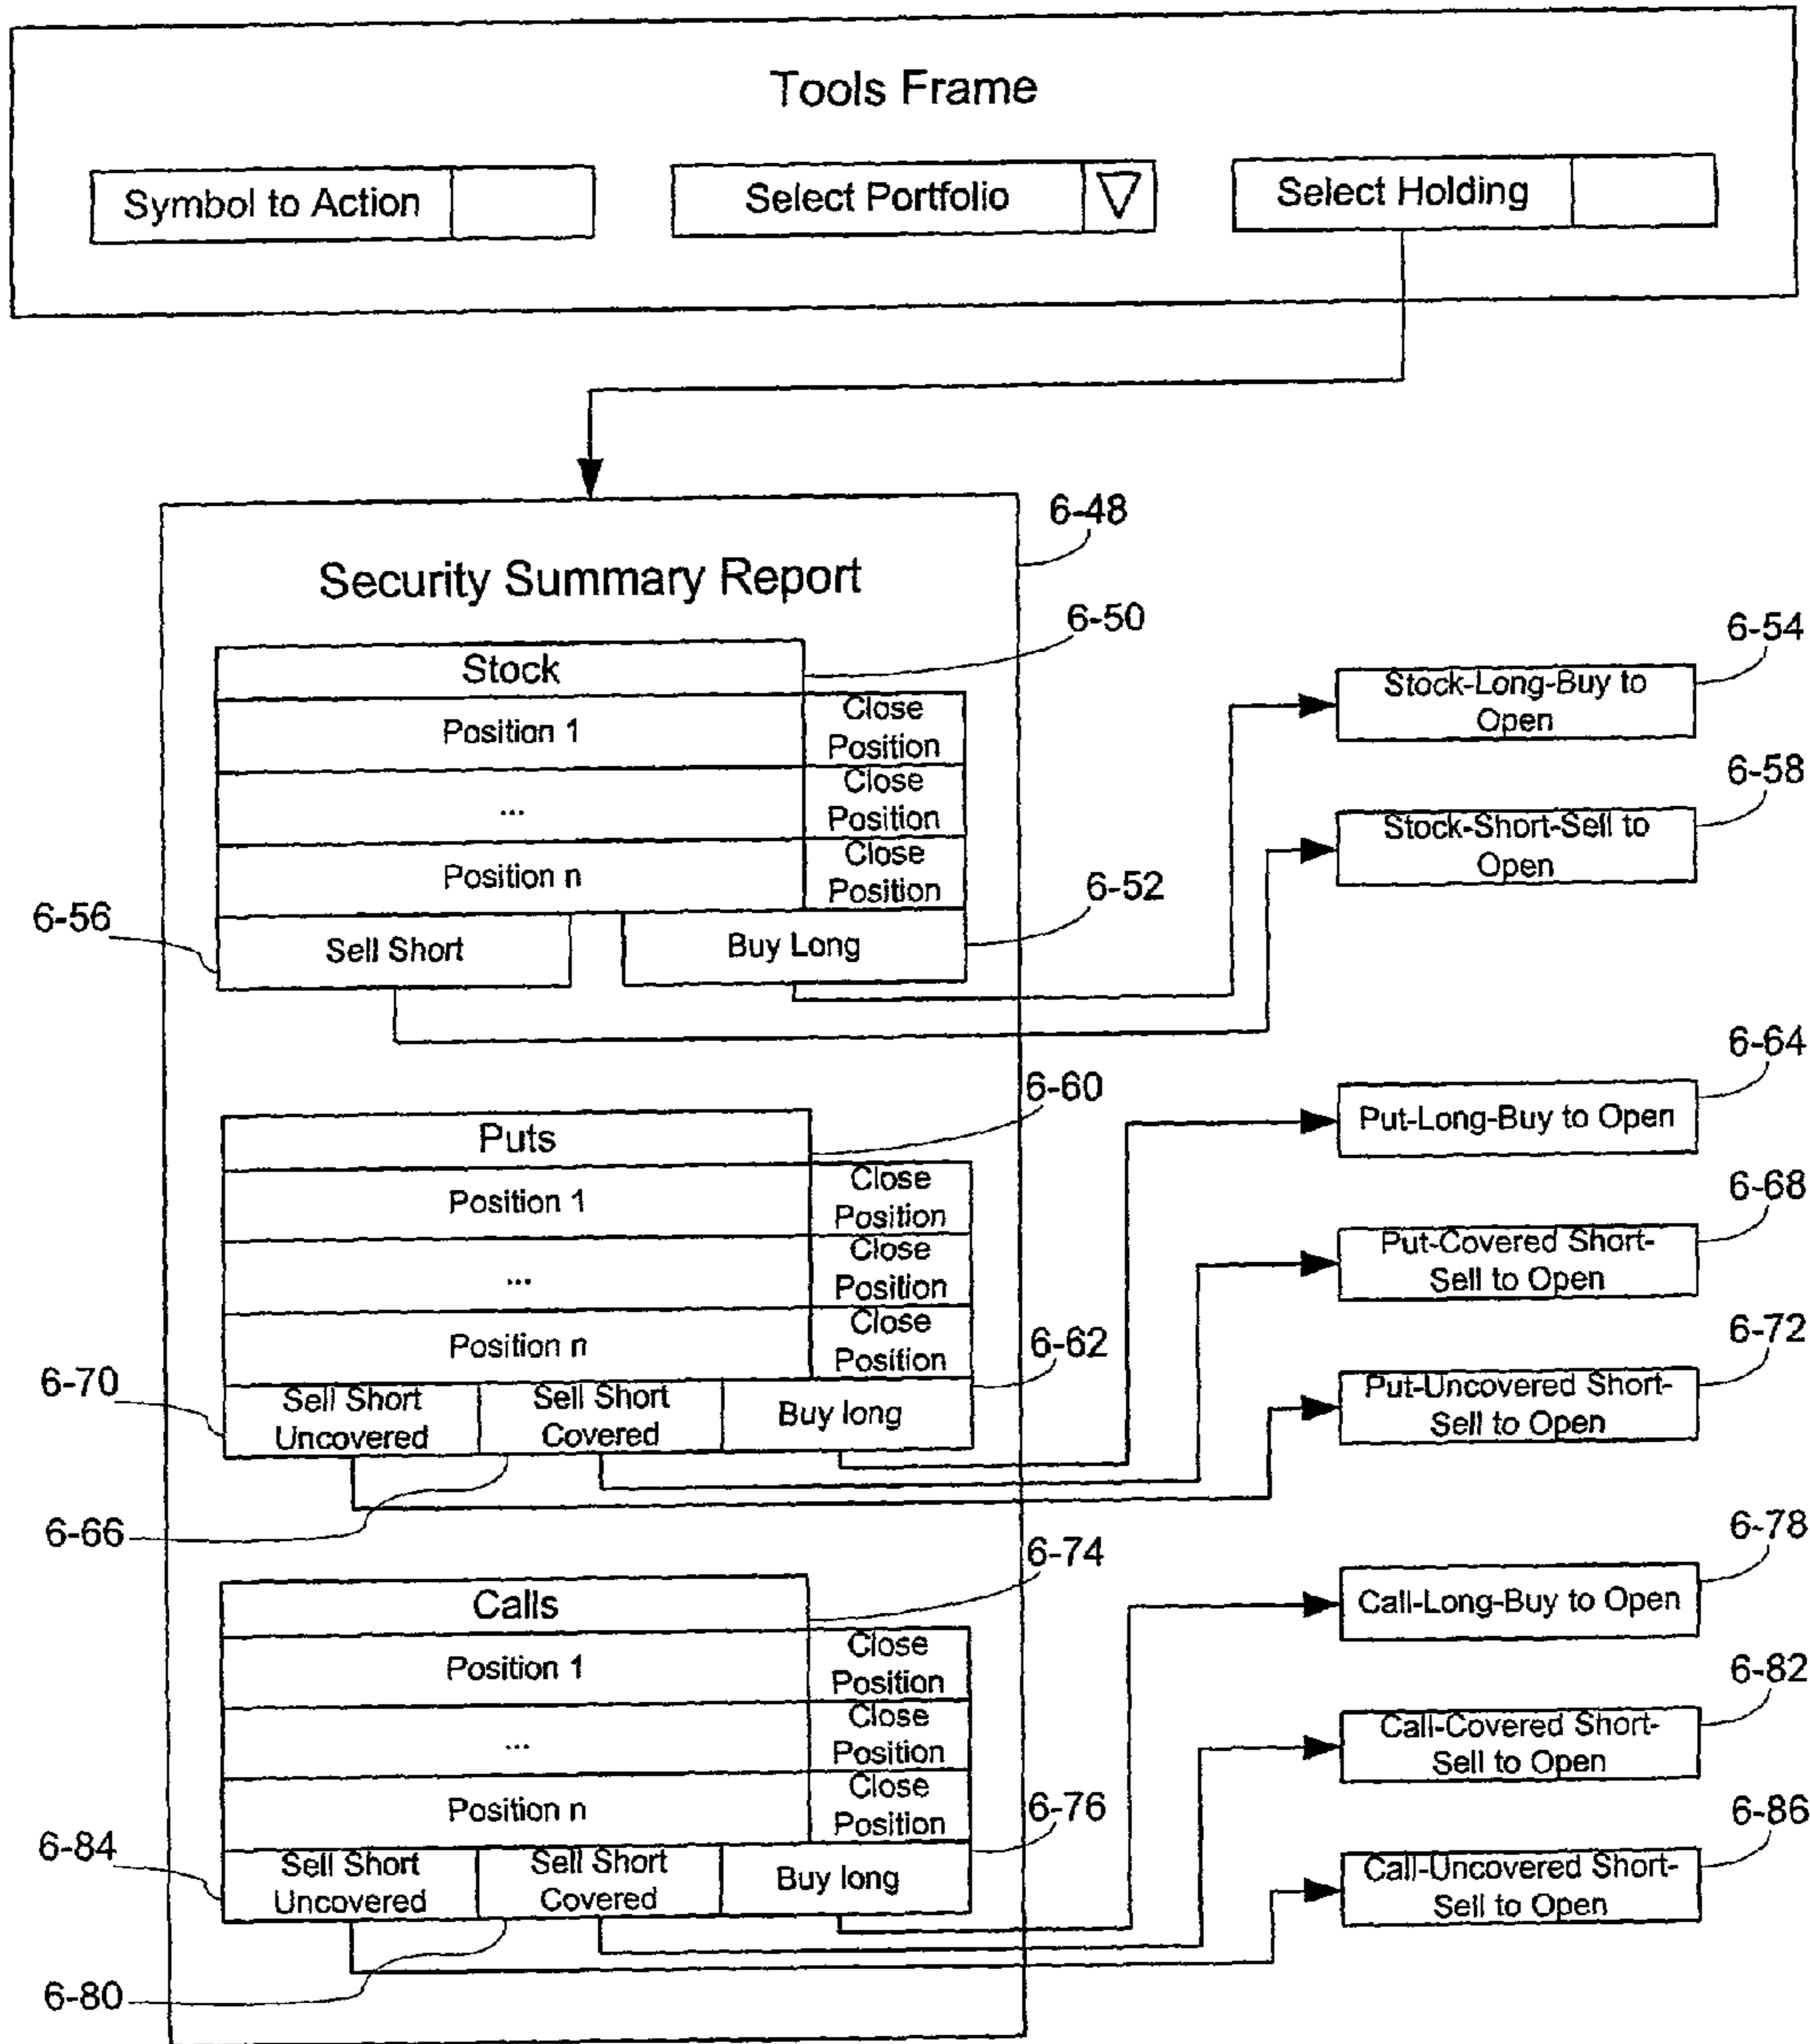 Tools Frame
Symbol to Action
Select Portfolio
Select Holding
6-48
Security Summary Report
6-50
Stock
Position 1
Close
Position
...
Close
Position
Position n
Close
Position
6-52
6-56
Sell Short
Buy Long
6-54
Stock-Long-Buy to
Open
6-58
Stock-Short-Sell to
Open
6-60
Puts
Position 1
Close
Position
...
Close
Position
Position n
Close
Position
6-62
6-70
Sell Short
Uncovered
Sell Short
Covered
Buy long
6-66
6-64
Put-Long-Buy to Open
6-68
Put-Covered Short-
Sell to Open
6-72
Put-Uncovered Short-
Sell to Open
6-74
Calls
Position 1
Close
Position
...
Close
Position
Position n
Close
Position
6-76
6-84
Sell Short
Uncovered
Sell Short
Covered
Buy long
6-80
6-78
Call-Long-Buy to Open
6-82
Call-Covered Short-
Sell to Open
6-86
Call-Uncovered Short-
Sell to Open